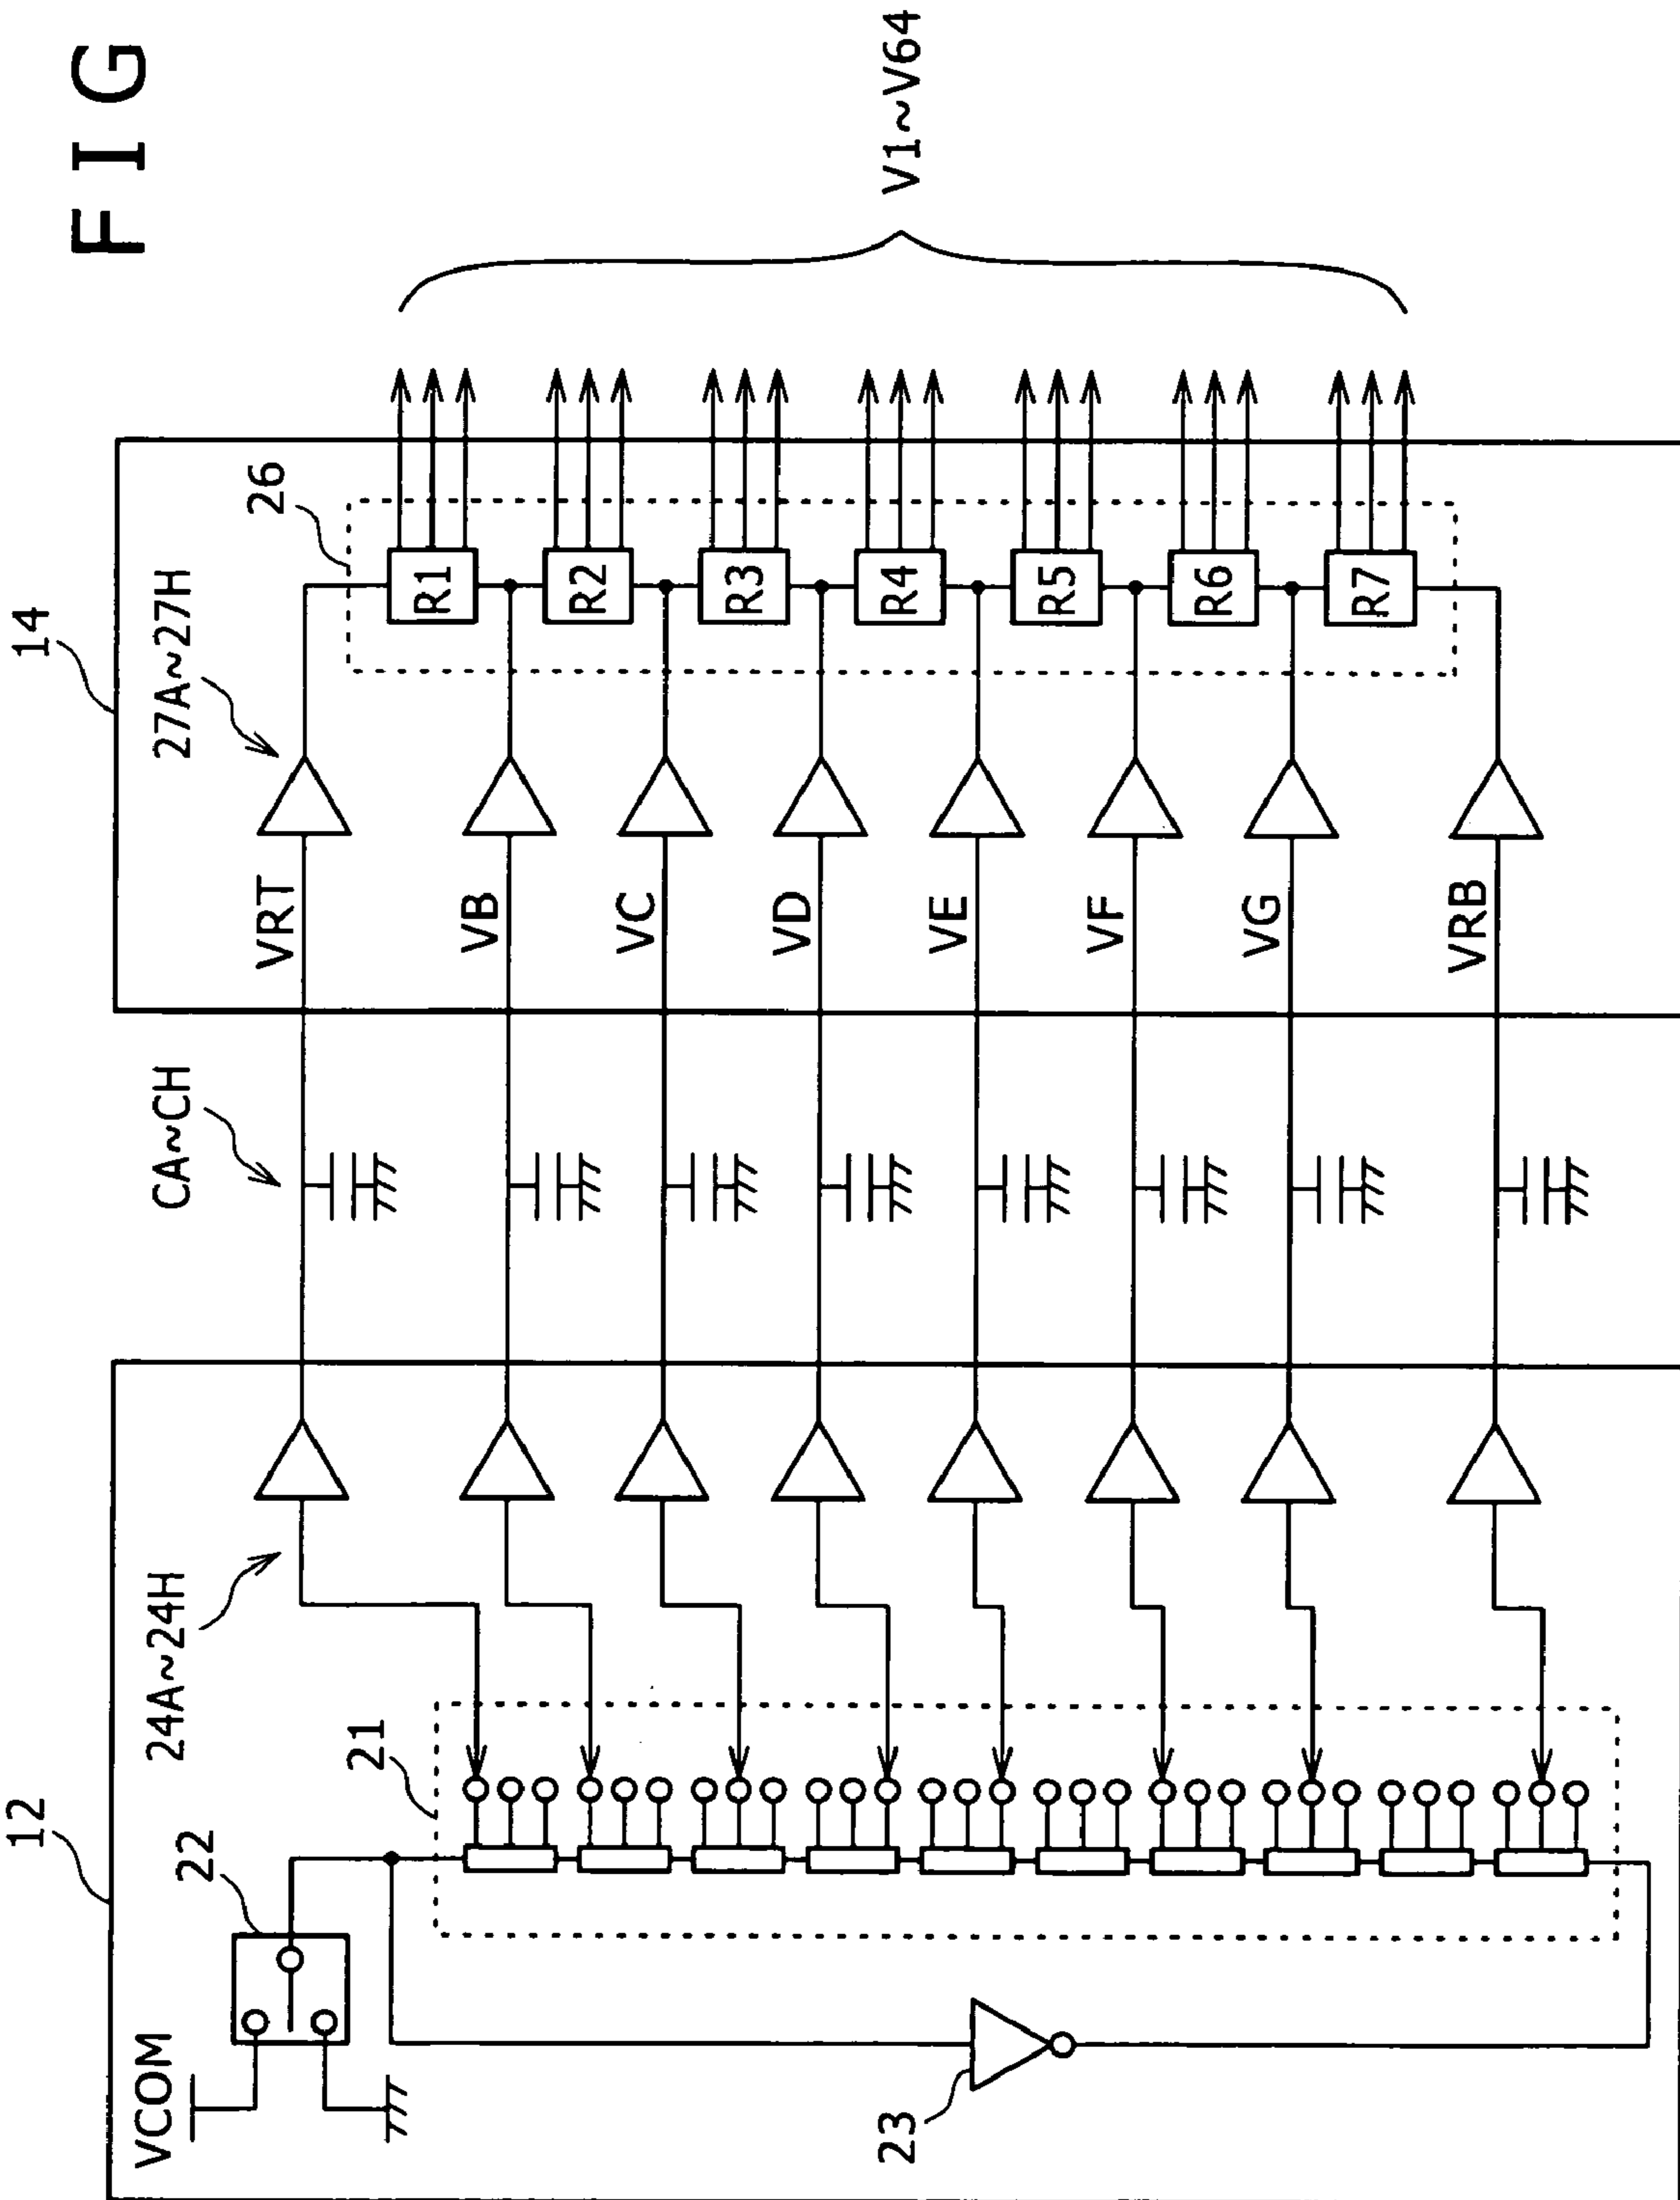 FIG
12
14
VCOM
22
21
24A~24H
CA~CH
27A~27H
26
VRT
VB
VC
VD
VE
VF
VG
VRB
R1
R2
R3
R4
R5
R6
R7
V1~V64
23